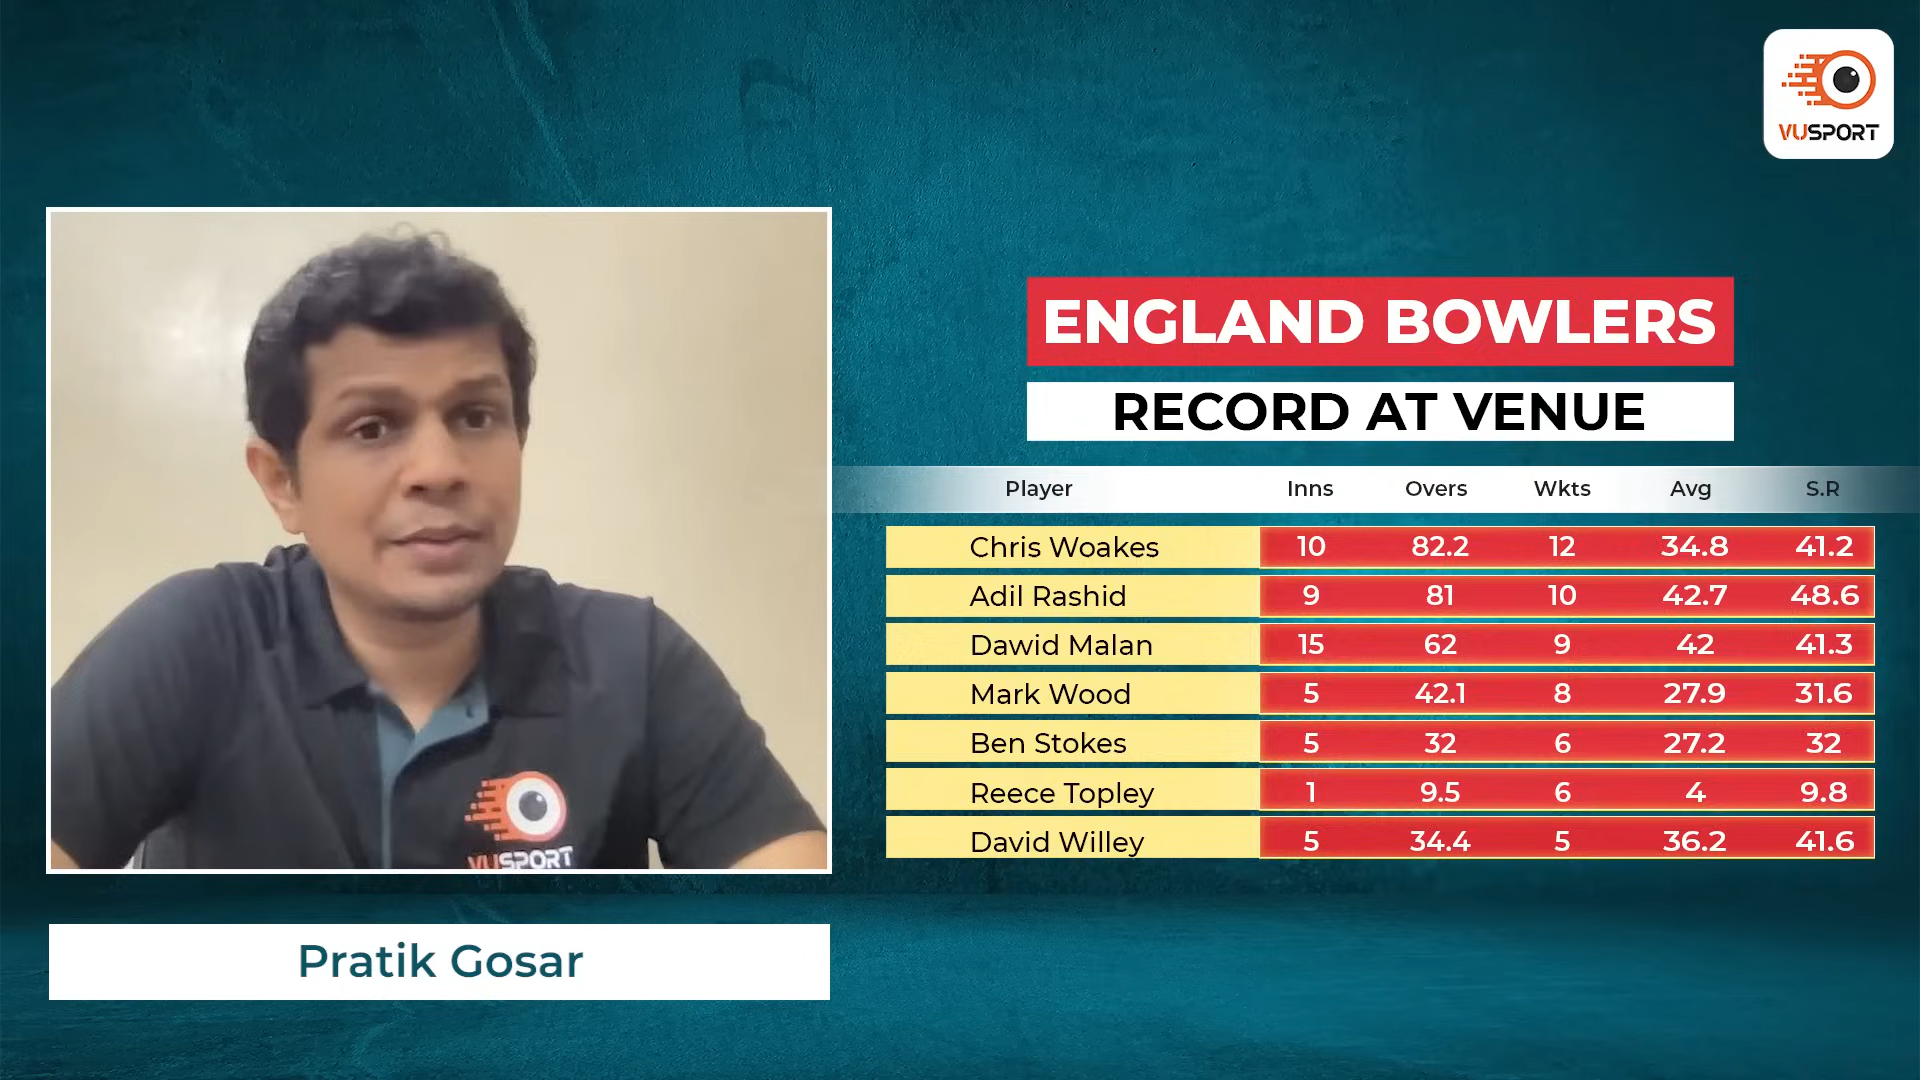 VUSPORT
ENGLAND BOWLERS
RECORD AT VENUE
Player Inns Overs Wkts Avg S.R
Chris Woakes 10 82.2 12 34.8 41.2
Adil Rashid 9 81 10 42.7 48.6
Dawid Malan 15 62 9 42 41.3
Mark Wood 5 42.1 8 27.9 31.6
Ben Stokes 5 32 6 27.2 32
Reece Topley 1 9.5 6 4 9.8
David Willey 5 34.4 5 36.2 41.6
VUSPORT
Pratik Gosar